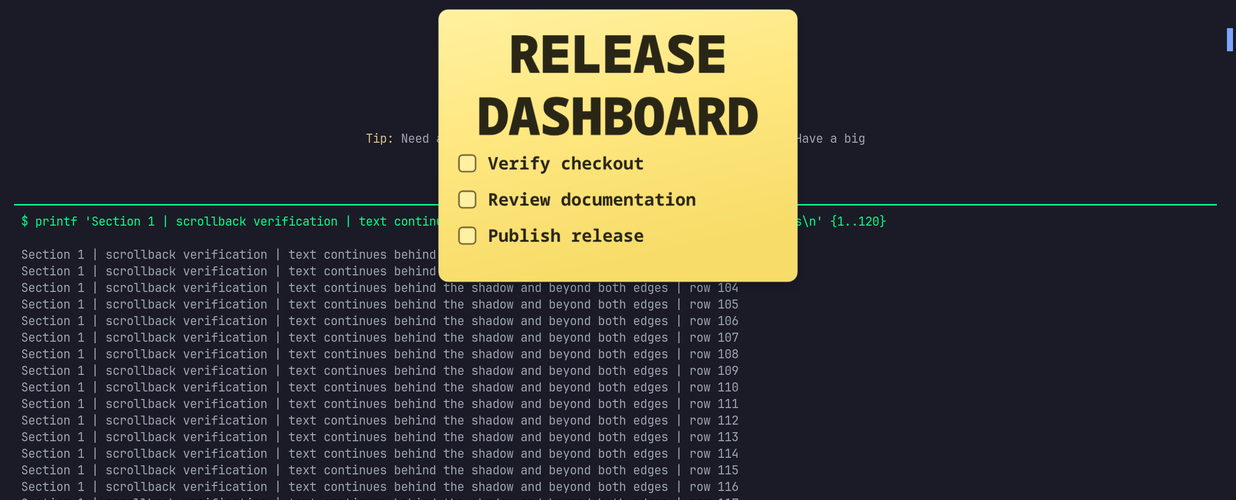 RELEASE
DASHBOARD
Verify checkout
Review documentation
Publish release
Tip: Need Have a big
$ printf 'Section 1 | scrollback verification | text \n' {1..120}
Section 1 | scrollback verification | text continues behind
Section 1 | scrollback verification | text continues behind
Section 1 | scrollback verification | text continues behind the shadow and beyond both edges | row 104
Section 1 | scrollback verification | text continues behind the shadow and beyond both edges | row 105
Section 1 | scrollback verification | text continues behind the shadow and beyond both edges | row 106
Section 1 | scrollback verification | text continues behind the shadow and beyond both edges | row 107
Section 1 | scrollback verification | text continues behind the shadow and beyond both edges | row 108
Section 1 | scrollback verification | text continues behind the shadow and beyond both edges | row 109
Section 1 | scrollback verification | text continues behind the shadow and beyond both edges | row 110
Section 1 | scrollback verification | text continues behind the shadow and beyond both edges | row 111
Section 1 | scrollback verification | text continues behind the shadow and beyond both edges | row 112
Section 1 | scrollback verification | text continues behind the shadow and beyond both edges | row 113
Section 1 | scrollback verification | text continues behind the shadow and beyond both edges | row 114
Section 1 | scrollback verification | text continues behind the shadow and beyond both edges | row 115
Section 1 | scrollback verification | text continues behind the shadow and beyond both edges | row 116